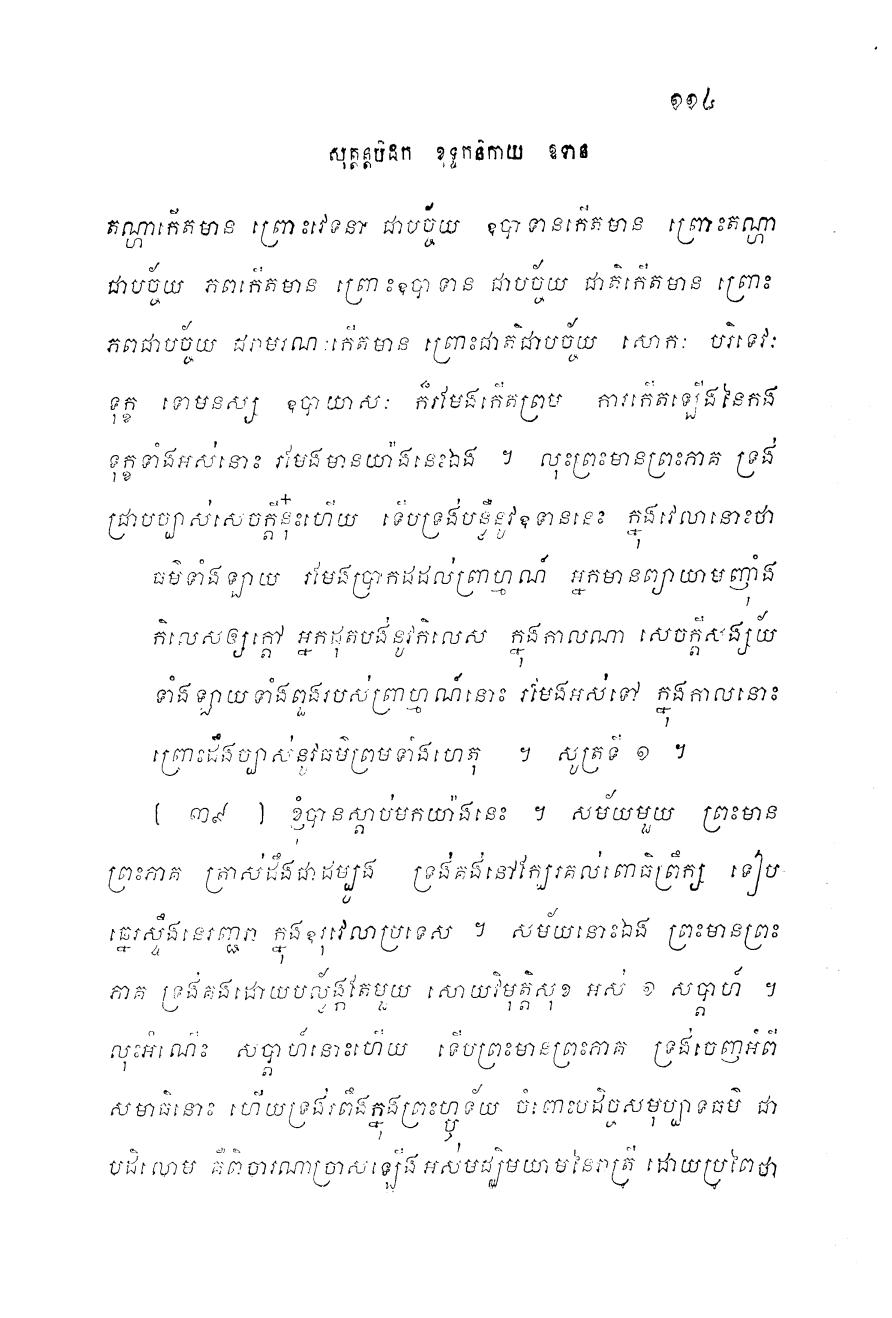 ១១៤
សុត្តន្តបិដក ខុទ្ទកនិកាយ ឧទាន
តណ្ហាកើតមាន ព្រោះវេទនា ជាបច្ច័យ ឧបាទានកើតមាន ព្រោះតណ្ហា
ជាបច្ច័យ ភពកើតមាន ព្រោះឧបាទាន ជាបច្ច័យ ជាតិកើតមាន ព្រោះ
ភពជាបច្ច័យ ជរាមរណៈកើតមាន ព្រោះជាតិជាបច្ច័យ សោកៈ បរិទេវៈ
ទុក្ខ ទោមនស្ស ឧបាយាសៈ ក៏រមែងកើតព្រម ការកើតឡើងនៃកង
ទុក្ខទាំងអស់នោះ រមែងមានយ៉ាងនេះឯង ។ លុះព្រះមានព្រះភាគ ទ្រង់
ជ្រាបច្បាស់សេចក្តីនុ៎ះហើយ ទើបទ្រង់បន្លឺនូវឧទាននេះ ក្នុងវេលានោះថា
ធម៌ទាំងឡាយ រមែងប្រាកដដល់ព្រាហ្មណ៍ អ្នកមានព្យាយាមញុំាង
កិលេសឲ្យក្តៅ អ្នកដុតបង់នូវកិលេស ក្នុងកាលណា សេចក្តីសង្ស័យ
ទាំងឡាយទាំងពួងរបស់ព្រាហ្មណ៍នោះ រមែងអស់ទៅ ក្នុងកាលនោះ
ព្រោះដឹងច្បាស់នូវធម៌ព្រមទាំងហេតុ ។ សូត្រទី ១ ។
[ ៣៩ ] ខ្ញុំបានស្តាប់មកយ៉ាងនេះ ។ សម័យមួយ ព្រះមាន
ព្រះភាគ ត្រាស់ដឹងជាដម្បូង ទ្រង់គង់នៅក្បែរគល់ពោធិព្រឹក្ស ទៀប
ឆ្នេរស្ទឹងនេរញ្ជរា ក្នុងឧរុវេលាប្រទេស ។ សម័យនោះឯង ព្រះមានព្រះ
ភាគ ទ្រង់គង់ដោយបល្ល័ង្កតែមួយ សោយវិមុត្តិសុខ អស់ ៧ សប្តាហ៍ ។
លុះអំណើះ សប្តាហ៍នោះហើយ ទើបព្រះមានព្រះភាគ ទ្រង់ចេញអំពី
សមាធិនោះ ហើយទ្រង់រពឹងក្នុងព្រះហ្ឫទ័យ ចំពោះបដិច្ចសមុប្បាទធម៌ ជា
បដិលោម គឺពិចារណាច្រាសឡើង អស់មជ្ឈិមយាមនៃរាត្រី ដោយប្រពៃថា